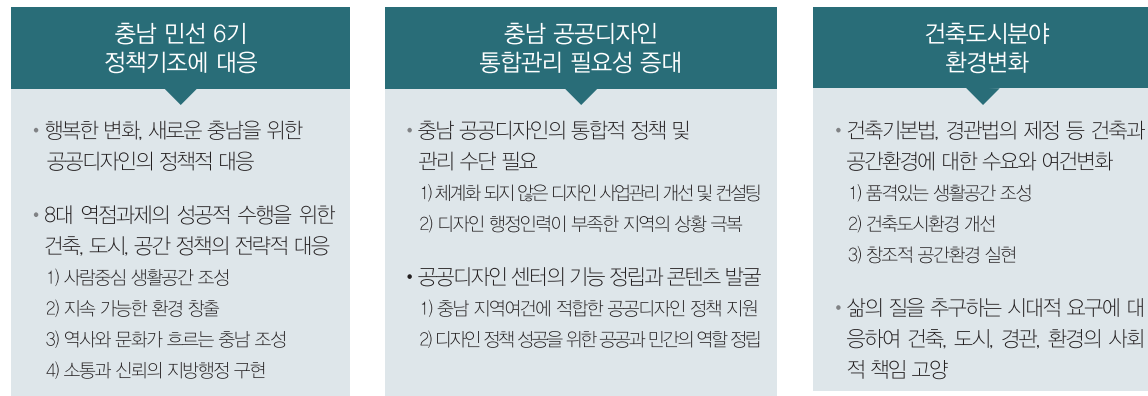 충남 민선 6기
정책기조에 대응
• 행복한 변화, 새로운 충남을 위한
공공디자인의 정책적 대응
• 8대 역점과제의 성공적 수행을 위한
건축, 도시, 공간 정책의 전략적 대응
1) 사람중심 생활공간 조성
2) 지속 가능한 환경 창출
3) 역사와 문화가 흐르는 충남 조성
4) 소통과 신뢰의 지방행정 구현
충남 공공디자인
통합관리 필요성 증대
• 충남 공공디자인의 통합적 정책 및
관리 수단 필요
1) 체계화 되지 않은 디자인 사업관리 개선 및 컨설팅
2) 디자인 행정인력이 부족한 지역의 상황 극복
• 공공디자인 센터의 기능 정립과 콘텐츠 발굴
1) 충남 지역여건에 적합한 공공디자인 정책 지원
2) 디자인 정책 성공을 위한 공공과 민간의 역할 정립
건축도시분야
환경변화
• 건축기본법, 경관법의 제정 등 건축과
공간환경에 대한 수요와 여건변화
1) 품격있는 생활공간 조성
2) 건축도시환경 개선
3) 창조적 공간환경 실현
• 삶의 질을 추구하는 시대적 요구에 대
응하여 건축, 도시, 경관, 환경의 사회
적 책임 고양